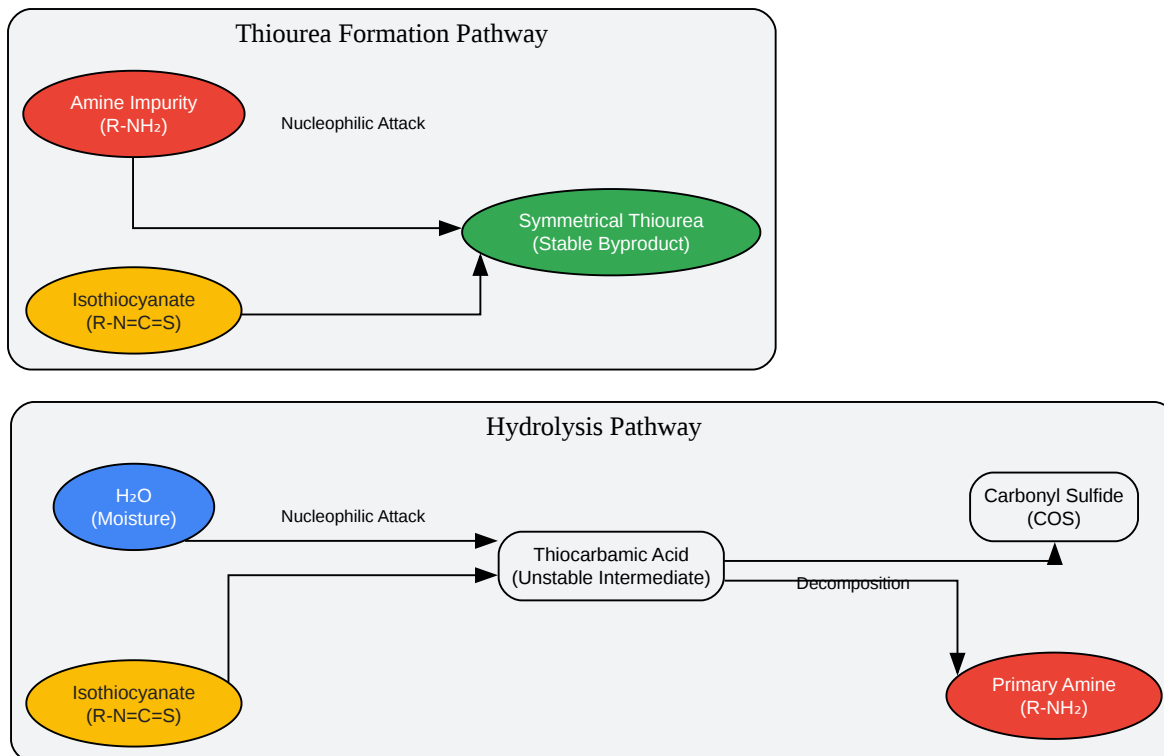 Thiourea Formation Pathway
Amine Impurity
(R-NH₂)
Nucleophilic Attack
Symmetrical Thiourea
(Stable Byproduct)
Isothiocyanate
(R-N=C=S)
Hydrolysis Pathway
H₂O
(Moisture)
Nucleophilic Attack
Thiocarbamic Acid
(Unstable Intermediate)
Carbonyl Sulfide
(COS)
Decomposition
Isothiocyanate
(R-N=C=S)
Primary Amine
(R-NH₂)